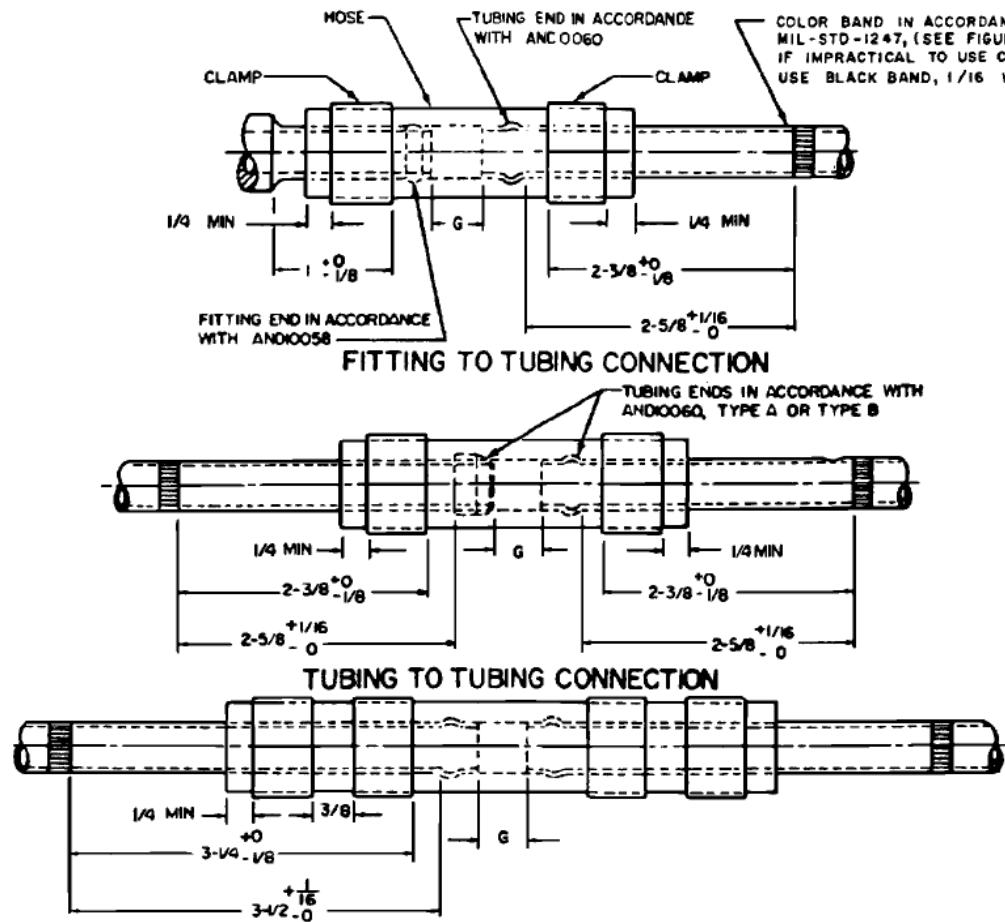 HOSE
TUBING END IN ACCORDANDE
WITH ANC 0060
COLOR BAND IN ACCORDAN
MIL-STD-1247, (SEE FIGU
IF IMPRACTICAL TO USE C
USE BLACK BAND, 1/16
CLAMP
CLAMP
1/4 MIN
G
1/4 MIN
1 +0 -1/8
2-3/8 +0 -1/8
FITTING END IN ACCORDANCE
WITH AND10058
2-5/8 +1/16 -0
FITTING TO TUBING CONNECTION
TUBING ENDS IN ACCORDANCE WITH
AND10060, TYPE A OR TYPE B
1/4 MIN
G
1/4 MIN
2-3/8 +0 -1/8
2-3/8 +0 -1/8
2-5/8 +1/16 -0
2-5/8 +1/16 -0
TUBING TO TUBING CONNECTION
1/4 MIN
3/8
G
3-1/4 +0 -1/8
3-1/2 +1/16 -0